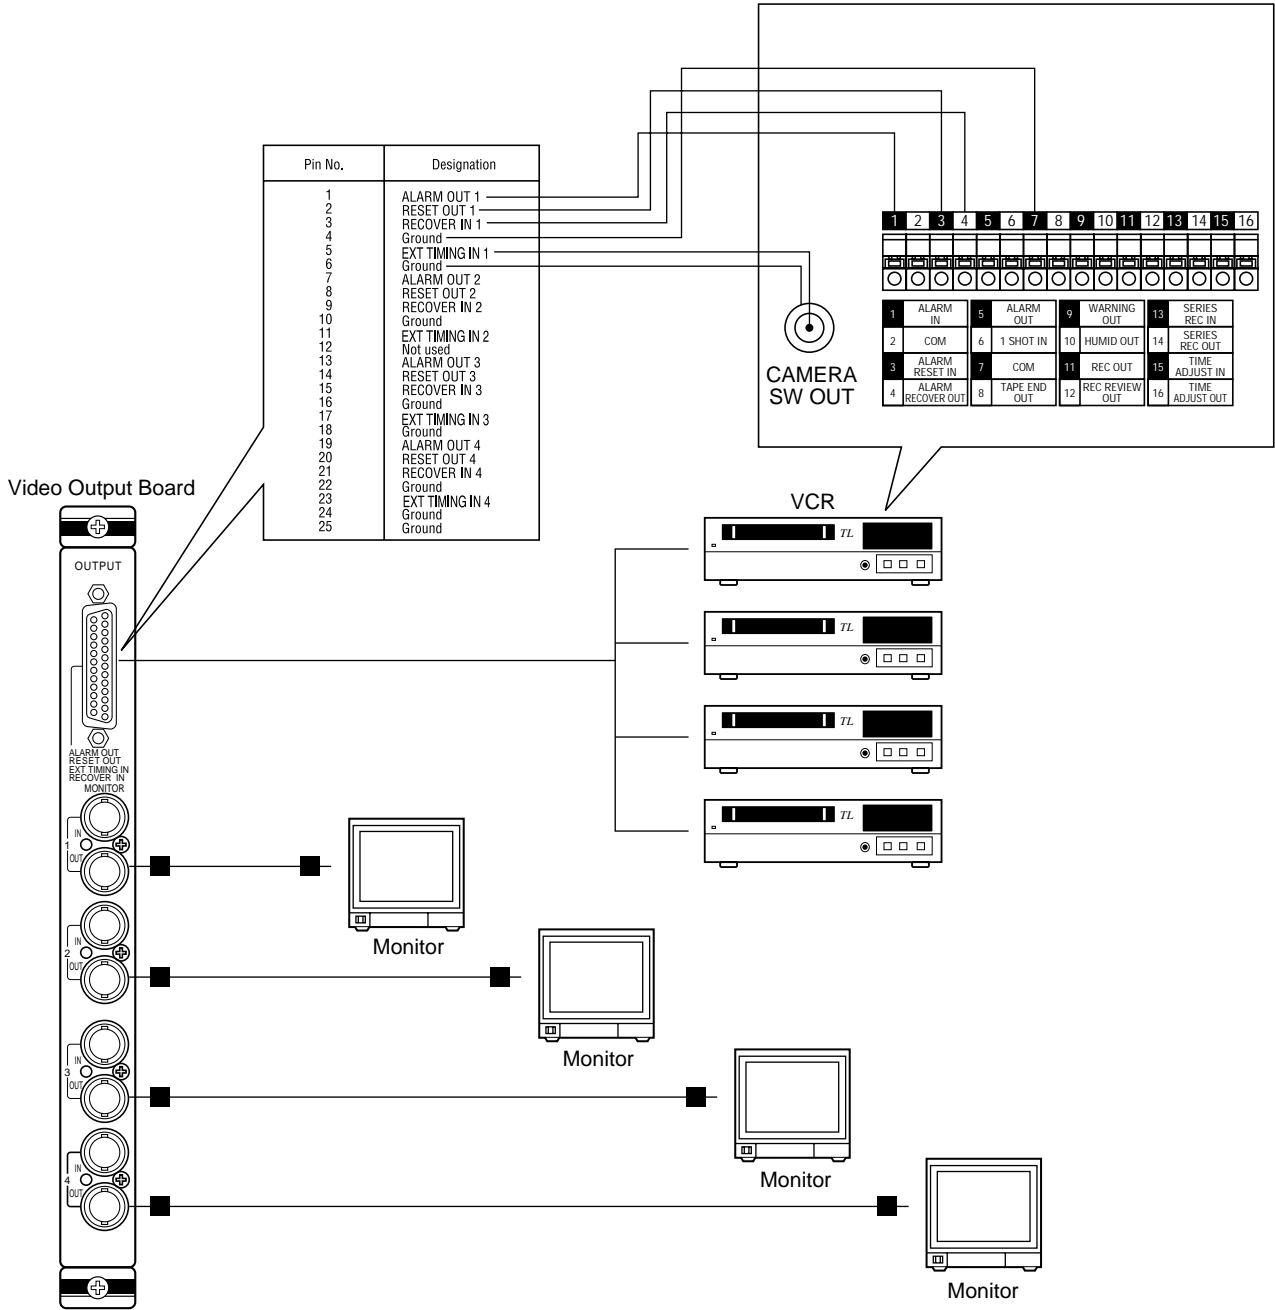 Pin No. Designation
1 ALARM OUT 1
2 RESET OUT 1
3 RECOVER IN 1
4 Ground
5 EXT TIMING IN 1
6 Ground
7 ALARM OUT 2
8 RESET OUT 2
9 RECOVER IN 2
10 Ground
11 EXT TIMING IN 2
12 Not used
13 ALARM OUT 3
14 RESET OUT 3
15 RECOVER IN 3
16 Ground
17 EXT TIMING IN 3
18 Ground
19 ALARM OUT 4
20 RESET OUT 4
21 RECOVER IN 4
22 Ground
23 EXT TIMING IN 4
24 Ground
25 Ground
1 2 3 4 5 6 7 8 9 10 11 12 13 14 15 16
1 ALARM IN 5 ALARM OUT 9 WARNING OUT 13 SERIES REC IN
2 COM 6 1 SHOT IN 10 HUMID OUT 14 SERIES REC OUT
3 ALARM RESET IN 7 COM 11 REC OUT 15 TIME ADJUST IN
4 ALARM RECOVER OUT 8 TAPE END OUT 12 REC REVIEW OUT 16 TIME ADJUST OUT
CAMERA
SW OUT
Video Output Board
VCR
TL
TL
TL
TL
OUTPUT
ALARM OUT
RESET OUT
EXT TIMING IN
RECOVER IN
MONITOR
IN
1
OUT
IN
2
OUT
IN
3
OUT
IN
4
OUT
Monitor
Monitor
Monitor
Monitor